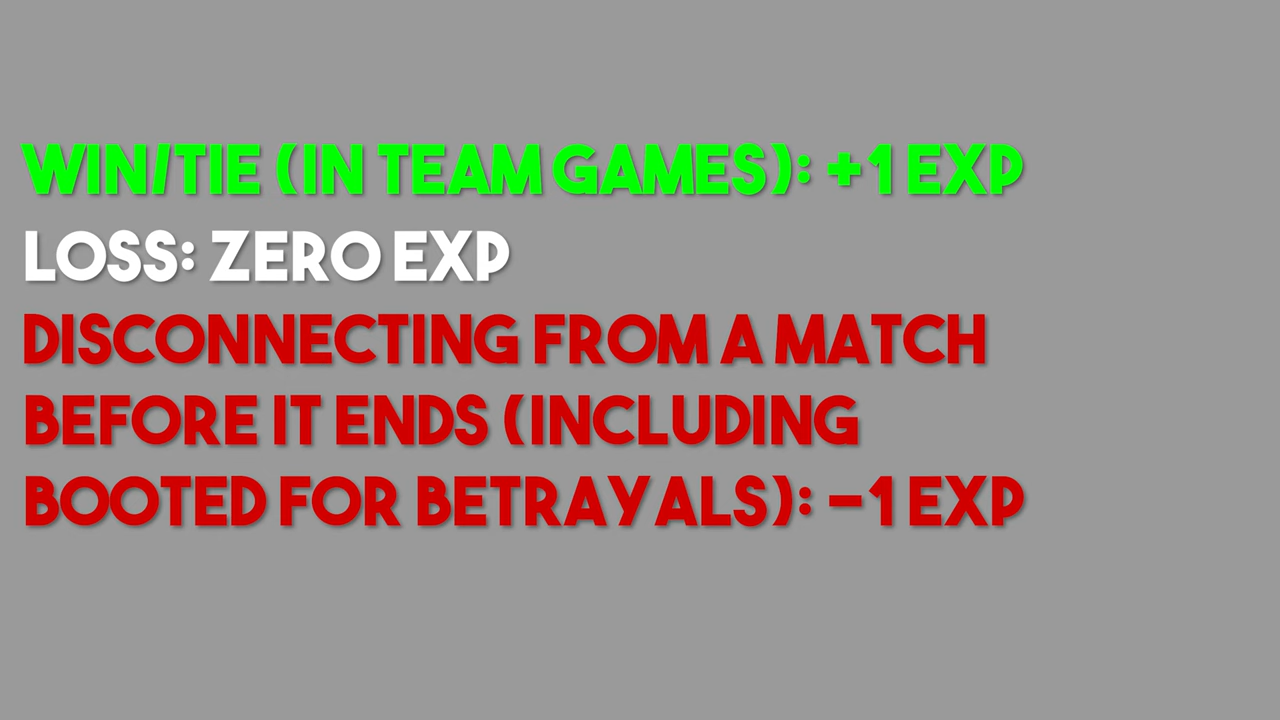 WIN/TIE (IN TEAM GAMES): +1 EXP
LOSS: ZERO EXP
DISCONNECTING FROM A MATCH
BEFORE IT ENDS (INCLUDING
BOOTED FOR BETRAYALS): -1 EXP